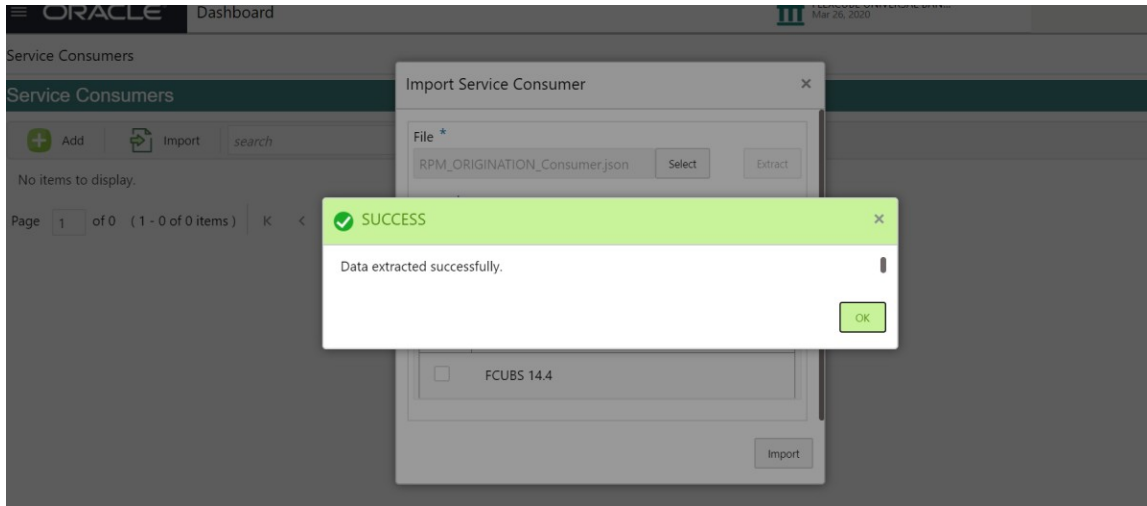 ORACLE Dashboard
Mar 26, 2020
Service Consumers
Import Service Consumer
Service Consumers
File *
Add Import search
RPM_ORIGINATION_Consumer.json Select Extract
No items to display.
Page 1 of 0 (1 - 0 of 0 items)
SUCCESS
Data extracted successfully.
OK
FCUBS 14.4
Import